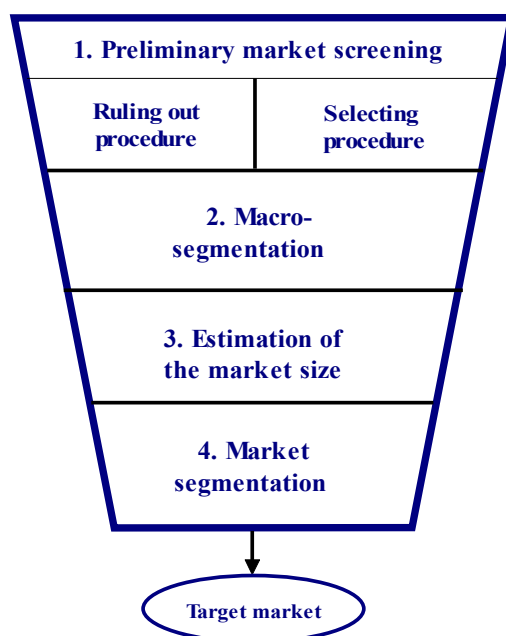 1. Preliminary market screening
Ruling out
procedure
Selecting
procedure
2. Macro-
segmentation
3. Estimation of
the market size
4. Market
segmentation
Target market